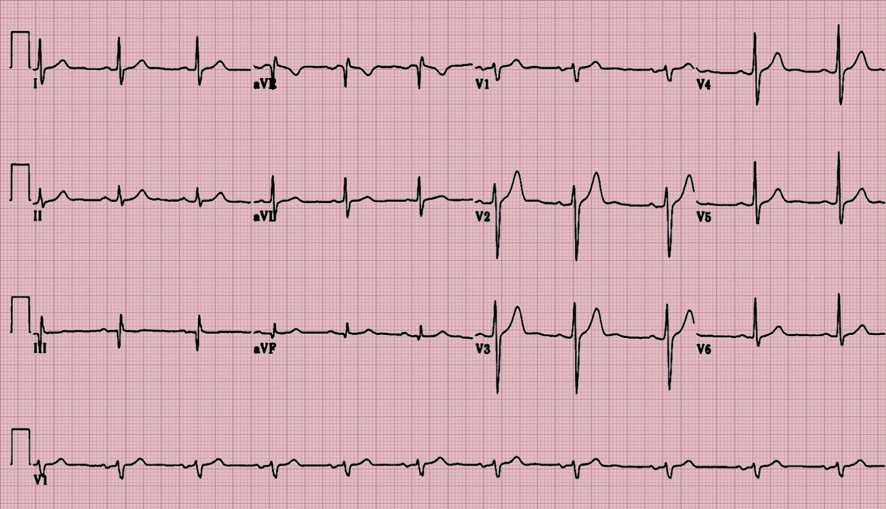 I aVR V1 V4
II aVL V2 V5
III aVF V3 V6
V1